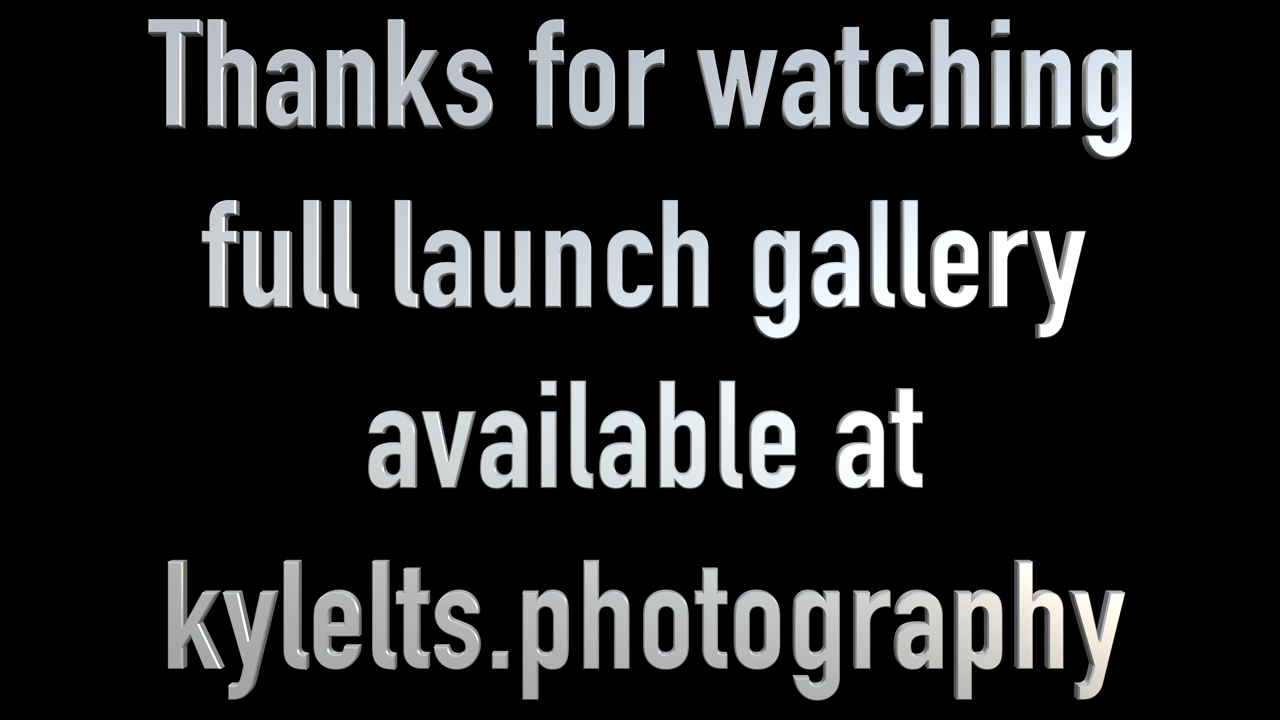 Thanks for watching
full launch gallery
available at
kylelts.photography